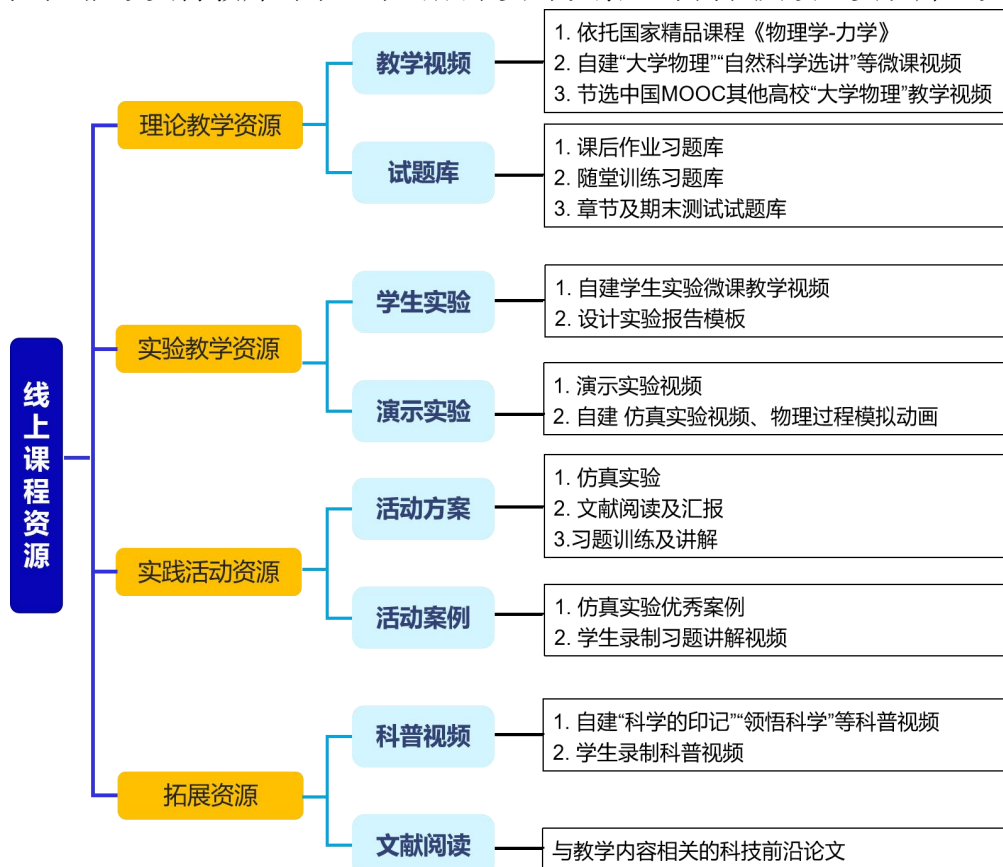 线上课程资源
理论教学资源
教学视频
1. 依托国家精品课程《物理学-力学》
2. 自建“大学物理”“自然科学选讲”等微课视频
3. 节选中国MOOC其他高校“大学物理”教学视频
试题库
1. 课后作业习题库
2. 随堂训练习题库
3. 章节及期末测试试题库
实验教学资源
学生实验
1. 自建学生实验微课教学视频
2. 设计实验报告模板
演示实验
1. 演示实验视频
2. 自建 仿真实验视频、物理过程模拟动画
实践活动资源
活动方案
1. 仿真实验
2. 文献阅读及汇报
3.习题训练及讲解
活动案例
1. 仿真实验优秀案例
2. 学生录制习题讲解视频
拓展资源
科普视频
1. 自建“科学的印记”“领悟科学”等科普视频
2. 学生录制科普视频
文献阅读
与教学内容相关的科技前沿论文